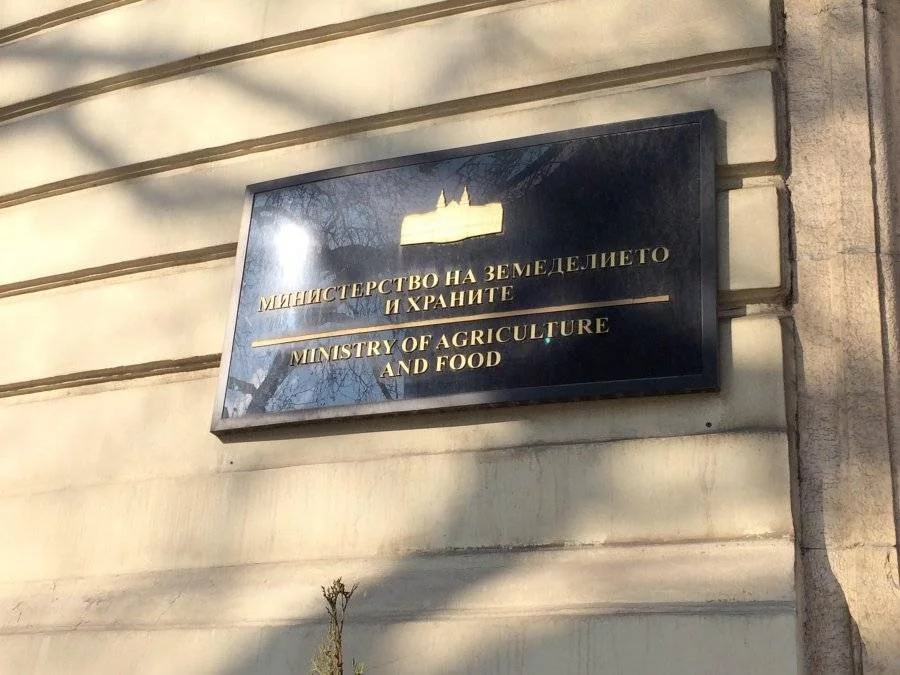 МИНИСТЕРСТВО НА ЗЕМЕДЕЛИЕТО
И ХРАНИТЕ
MINISTRY OF AGRICULTURE
AND FOOD